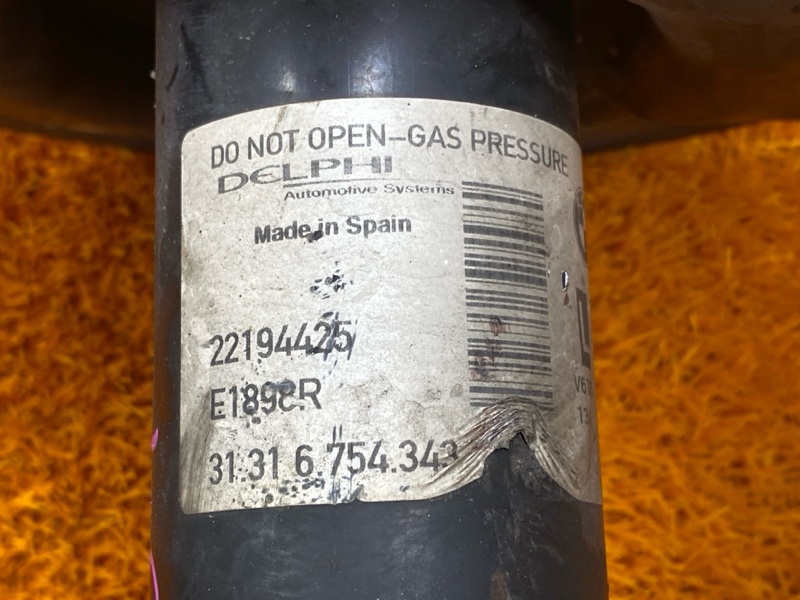 DO NOT OPEN-GAS PRESSURE
DELPHI
Automotive Systems
Made in Spain
22194425
31.31 6.754.343